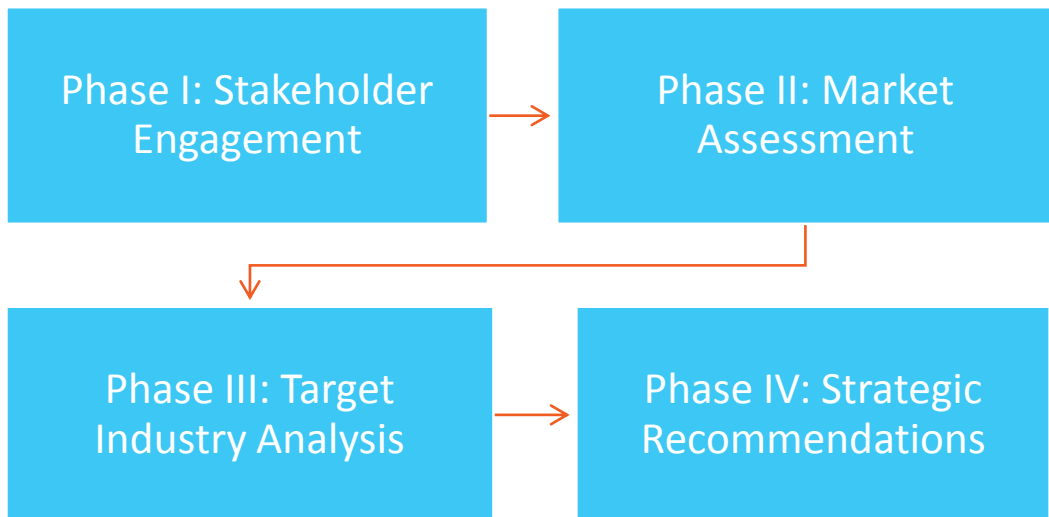 Phase I: Stakeholder
Engagement
Phase II: Market
Assessment
Phase III: Target
Industry Analysis
Phase IV: Strategic
Recommendations